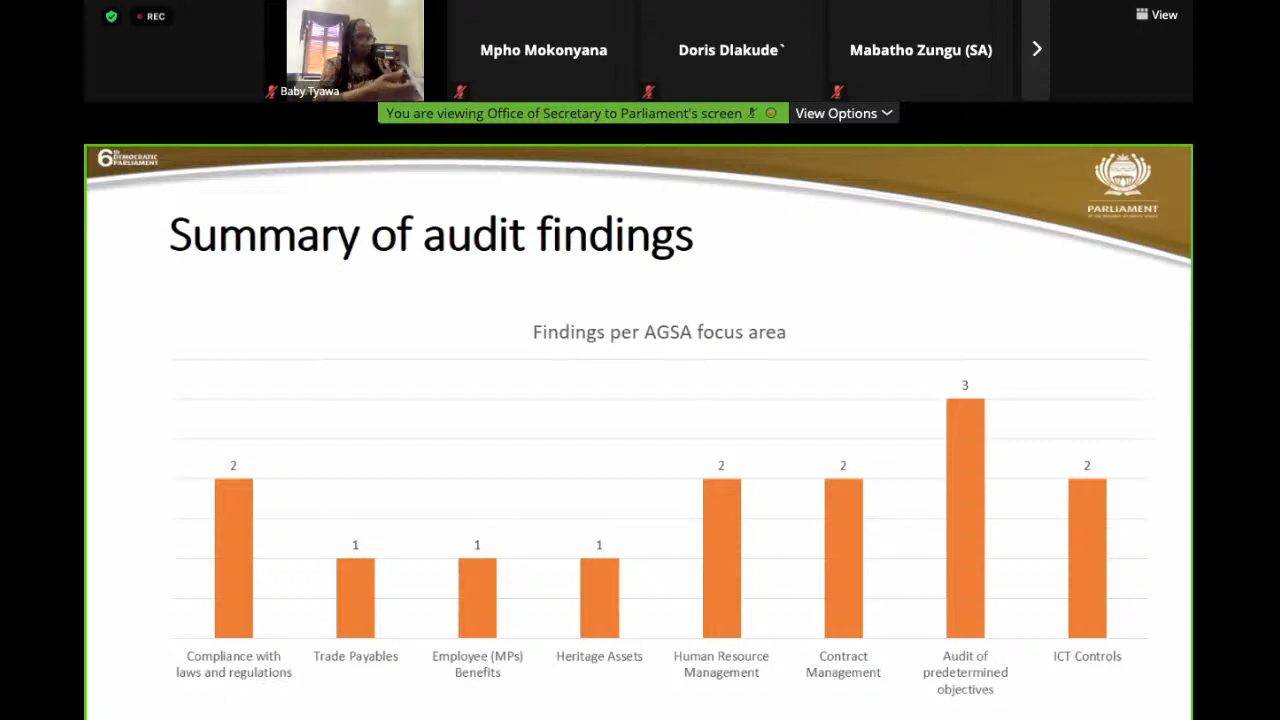 REC
View
Baby Tyawa
Mpho Mokonyana
Doris Dlakude`
Mabatho Zungu (SA)
You are viewing Office of Secretary to Parliament's screen
View Options
6th DEMOCRATIC
PARLIAMENT
PARLIAMENT
Summary of audit findings
Findings per AGSA focus area
2
1
1
1
2
2
3
2
Compliance with
laws and regulations
Trade Payables
Employee (MPs)
Benefits
Heritage Assets
Human Resource
Management
Contract
Management
Audit of
predetermined
objectives
ICT Controls